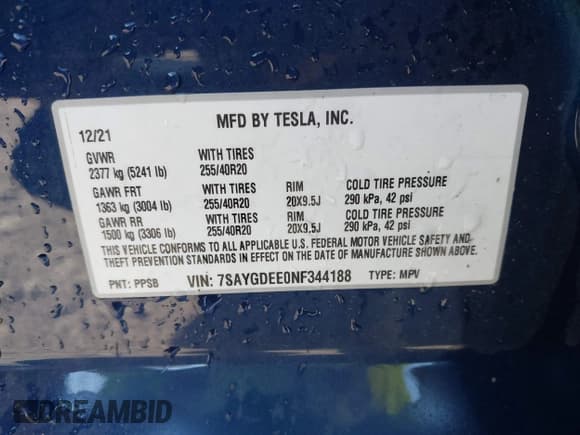 MFD BY TESLA, INC.
12/21
GVWR WITH TIRES
2377 kg (5241 lb) 255/40R20
GAWR FRT WITH TIRES RIM COLD TIRE PRESSURE
1363 kg (3004 lb) 255/40R20 20X9.5J 290 kPa, 42 psi
GAWR RR WITH TIRES RIM COLD TIRE PRESSURE
1500 kg (3306 lb) 255/40R20 20X9.5J 290 kPa, 42 psi
THIS VEHICLE CONFORMS TO ALL APPLICABLE U.S. FEDERAL MOTOR VEHICLE SAFETY AND
THEFT PREVENTION STANDARDS IN EFFECT ON THE DATE OF MANUFACTURE SHOWN ABOVE.
PNT: PPSB VIN: 7SAYGDEE0NF344188 TYPE: MPV
DREAMBID